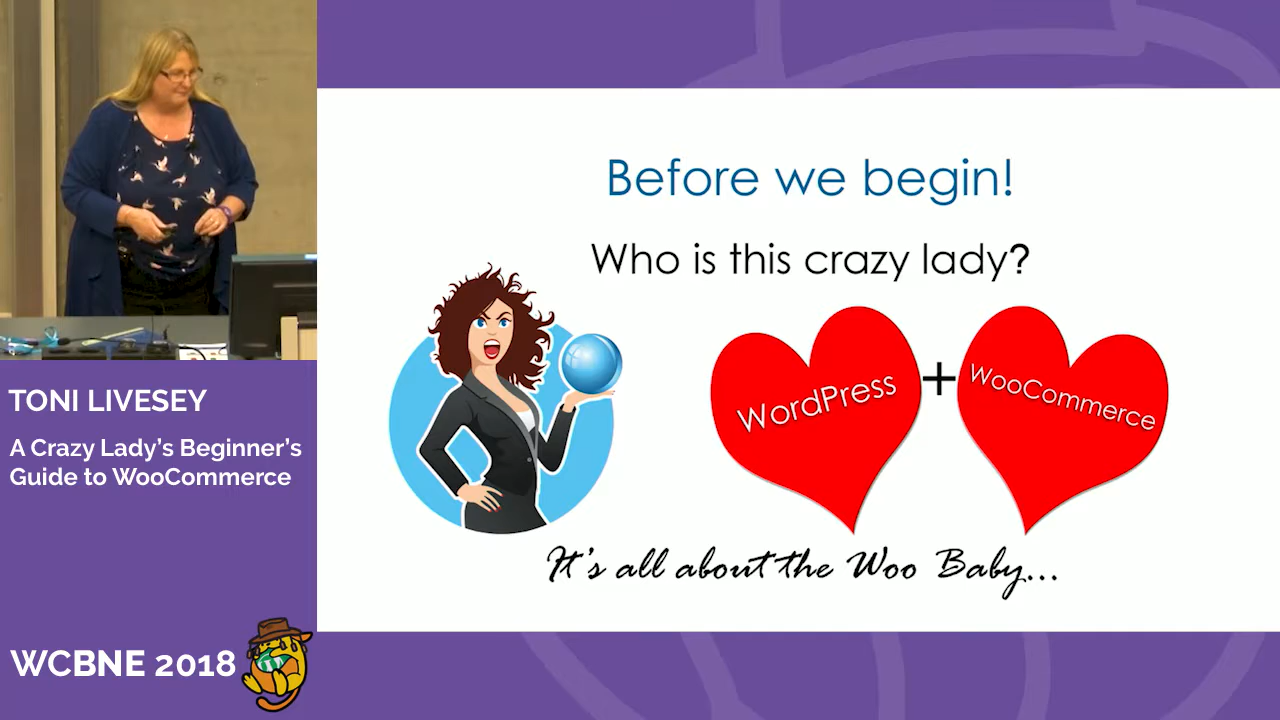 TONI LIVESEY
A Crazy Lady's Beginner's
Guide to WooCommerce
WCBNE 2018
Before we begin!
Who is this crazy lady?
WordPress
+
WooCommerce
It's all about the Woo Baby...